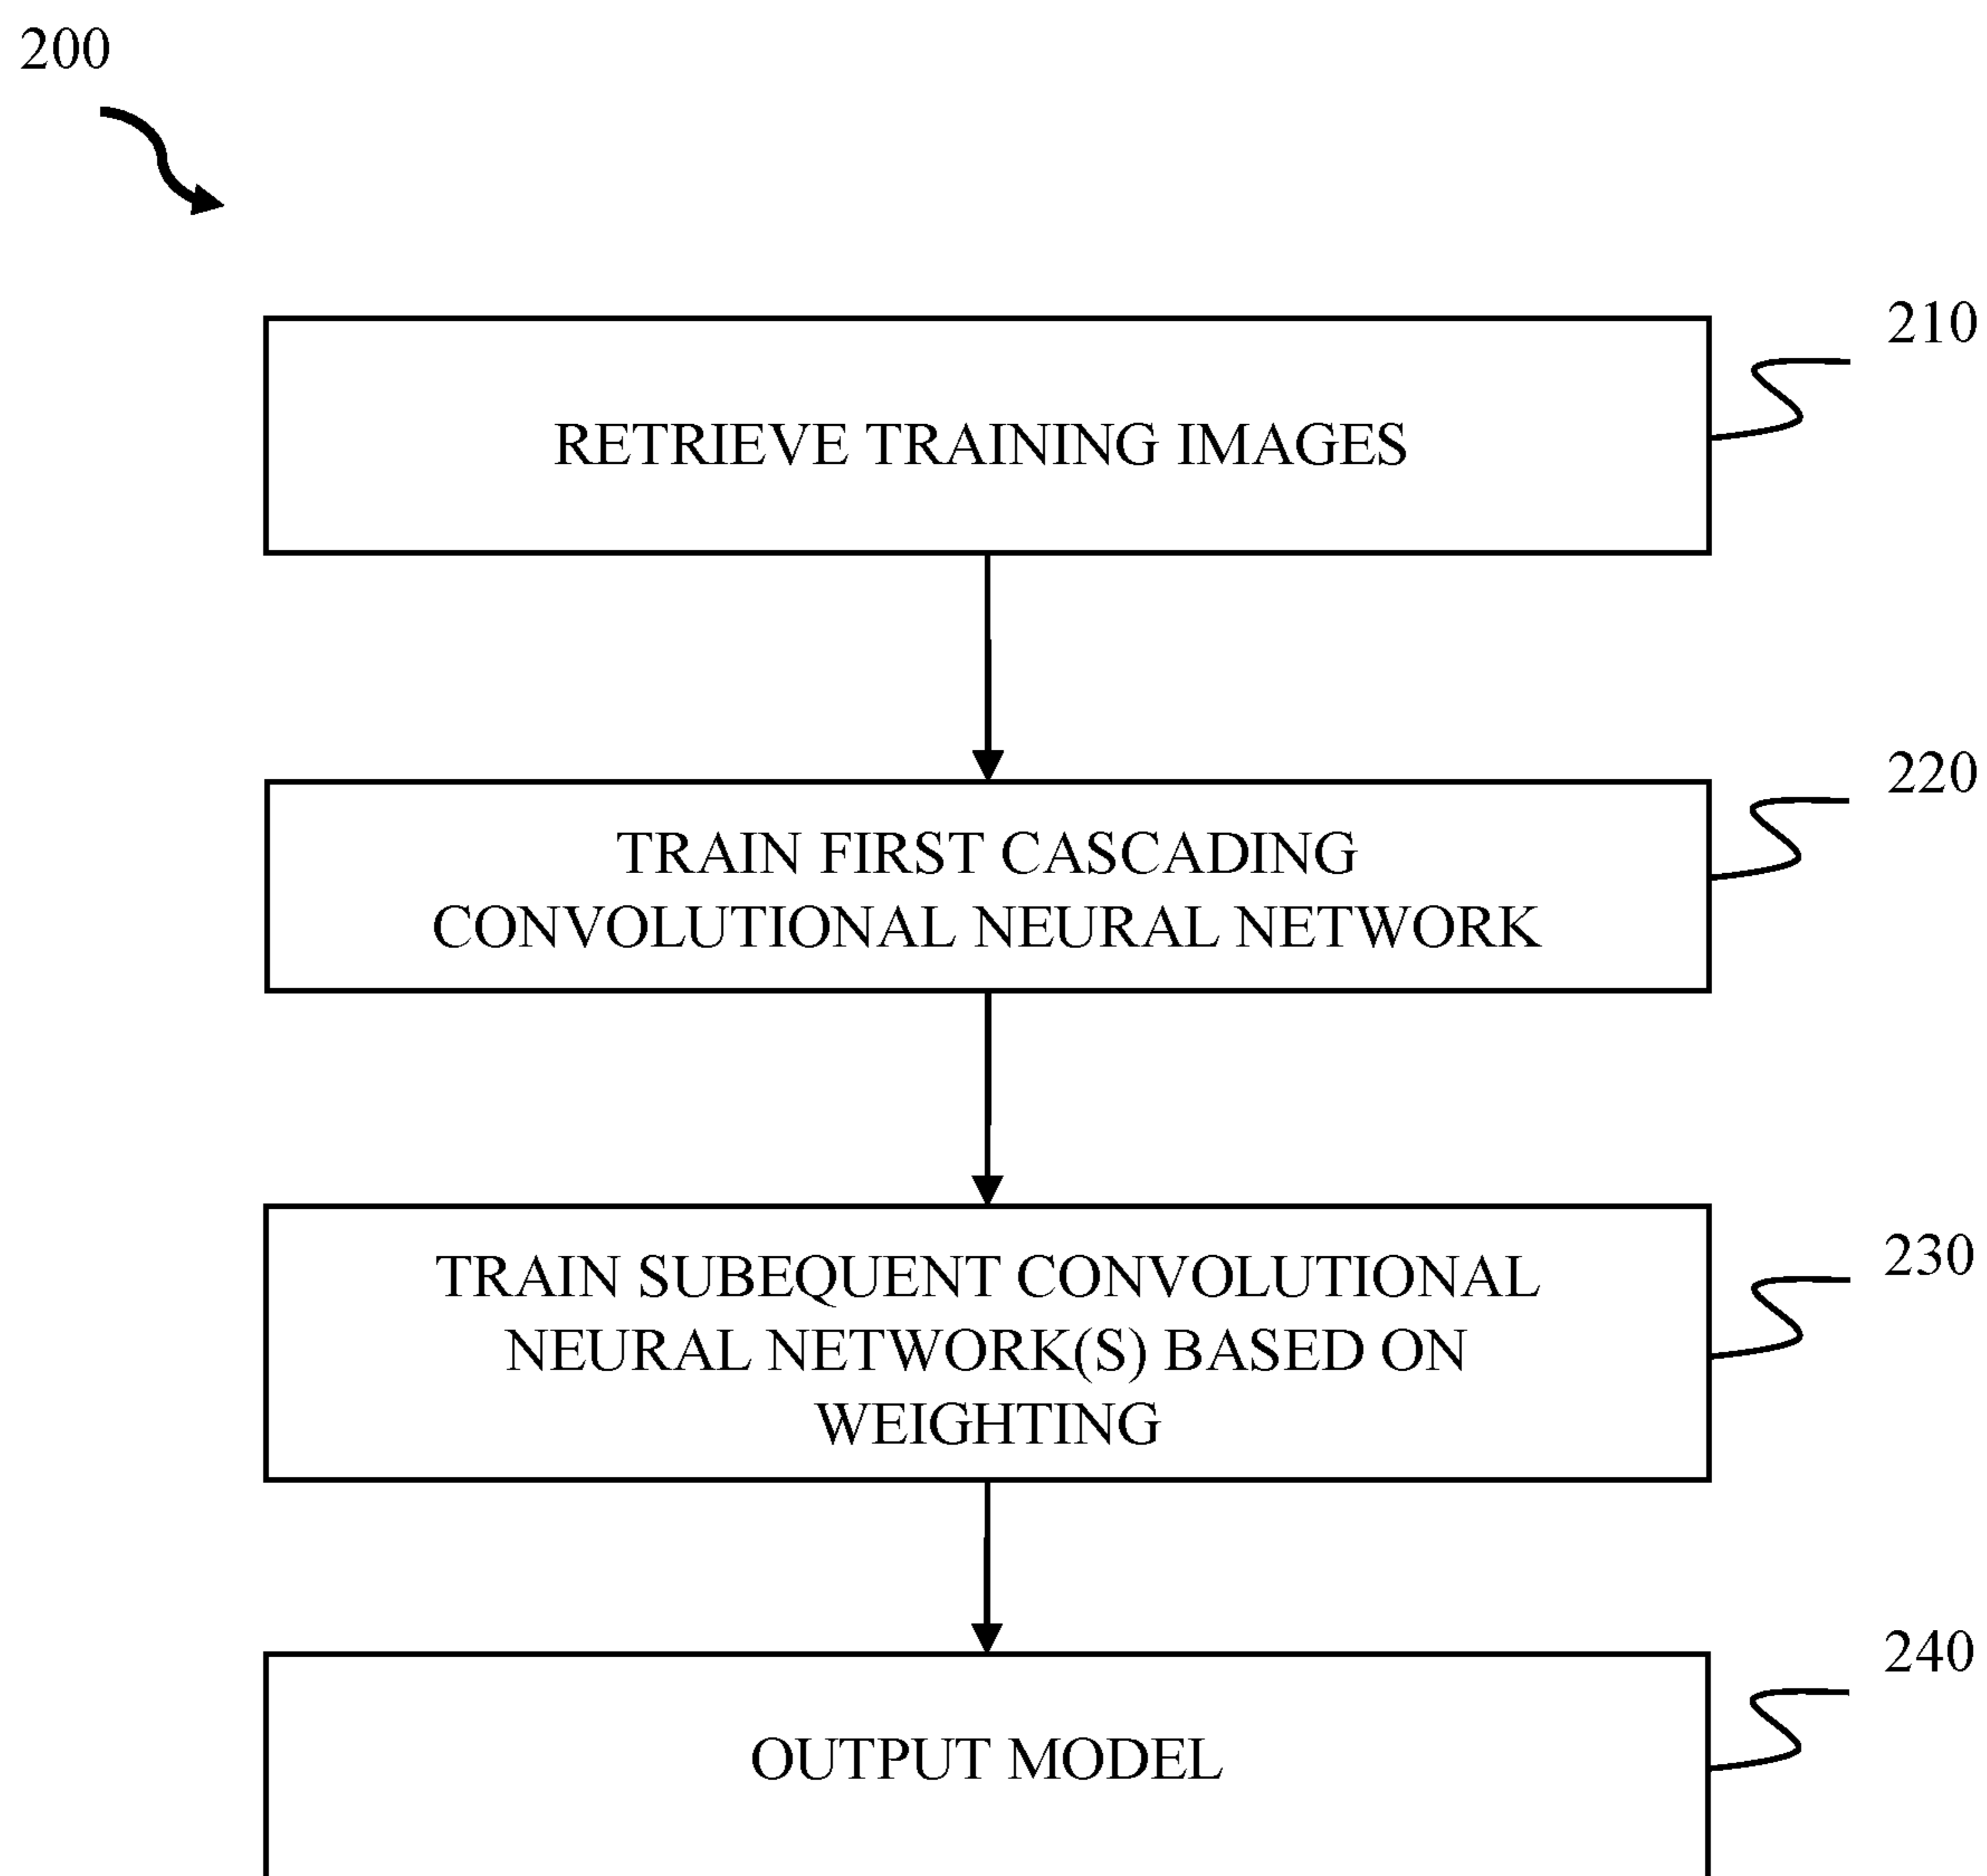 200
210
RETRIEVE TRAINING IMAGES
220
TRAIN FIRST CASCADING
CONVOLUTIONAL NEURAL NETWORK
230
TRAIN SUBEQUENT CONVOLUTIONAL
NEURAL NETWORK(S) BASED ON
WEIGHTING
240
OUTPUT MODEL